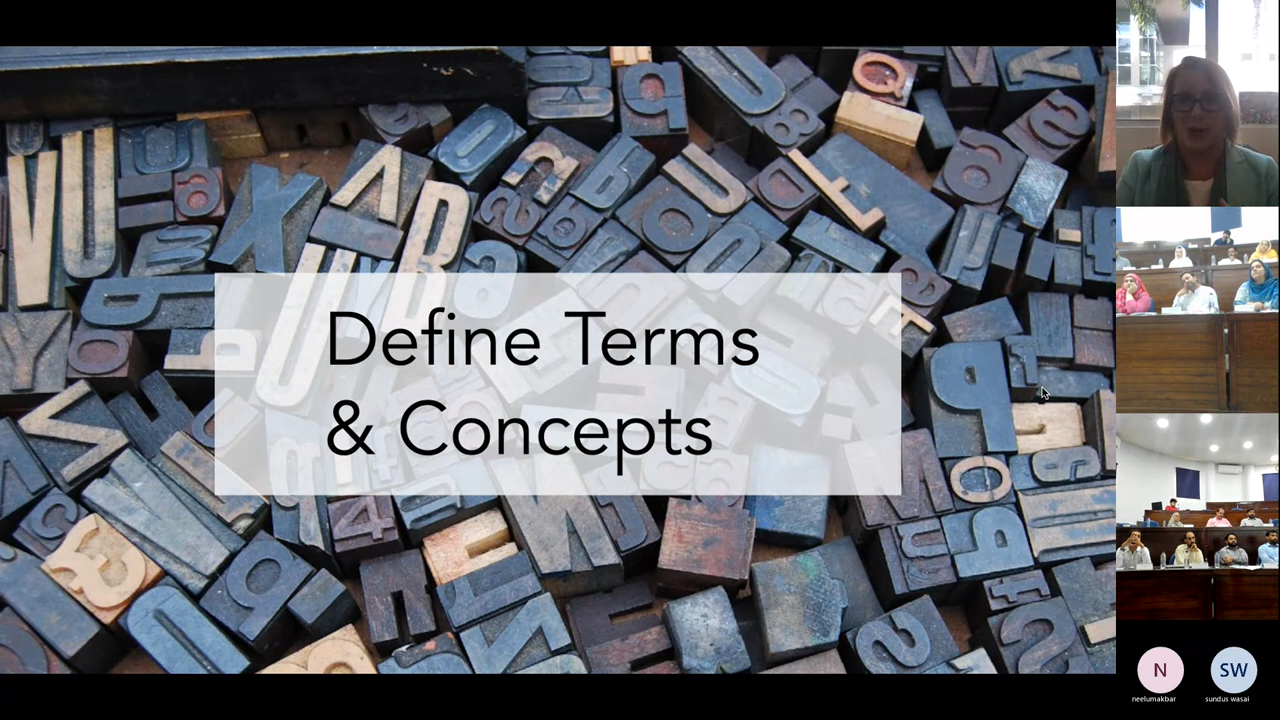 Define Terms
& Concepts
N
SW
neelumakbar
sundus wasai